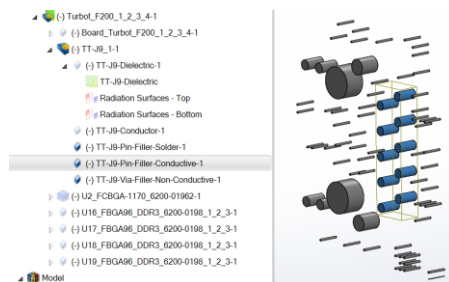 (-) Turbot_F200_1_2_3_4-1
(-) Board_Turbot_F200_1_2_3_4-1
(-) TT-J9_1-1
(-) TT-J9-Dielectric-1
TT-J9-Dielectric
Radiation Surfaces - Top
Radiation Surfaces - Bottom
(-) TT-J9-Conductor-1
(-) TT-J9-Pin-Filler-Solder-1
(-) TT-J9-Pin-Filler-Conductive-1
(-) TT-J9-Via-Filler-Non-Conductive-1
(-) U2_FCBGA-1170_6200-01962-1
(-) U16_FBGA96_DDR3_6200-0198_1_2_3-1
(-) U17_FBGA96_DDR3_6200-0198_1_2_3-1
(-) U18_FBGA96_DDR3_6200-0198_1_2_3-1
(-) U19_FBGA96_DDR3_6200-0198_1_2_3-1
Model